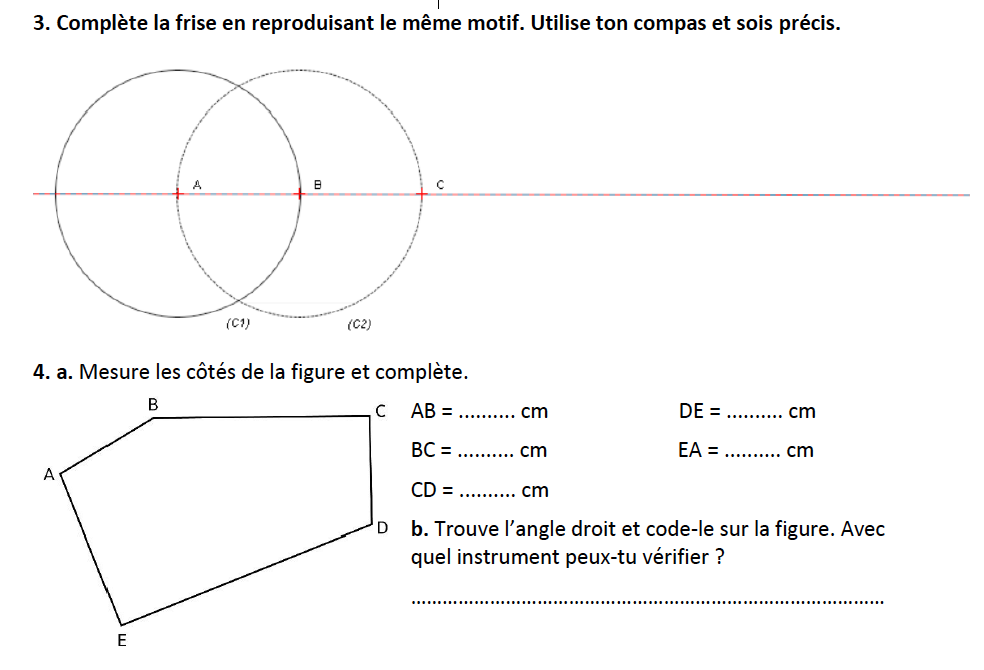 3. Complète la frise en reproduisant le même motif. Utilise ton compas et sois précis.
A B C
(C1) (C2)
4. a. Mesure les côtés de la figure et complète.
B
C
A
D
E
AB = .......... cm DE = .......... cm
BC = .......... cm EA = .......... cm
CD = .......... cm
b. Trouve l’angle droit et code-le sur la figure. Avec
quel instrument peux-tu vérifier ?
..........................................................................................